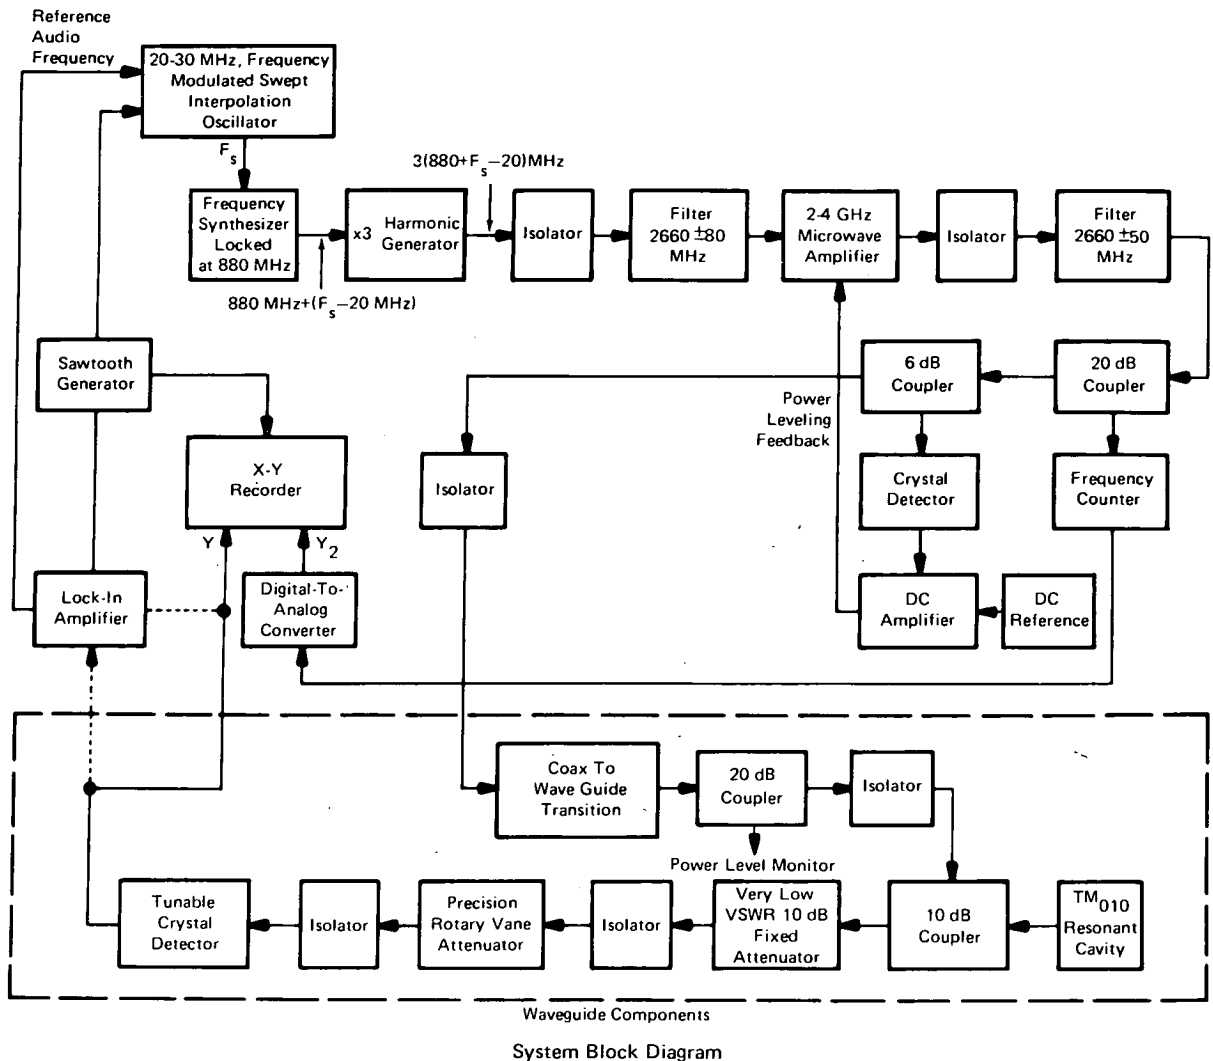 Reference
Audio
Frequency
20-30 MHz, Frequency
Modulated Swept
Interpolation
Oscillator
Fs
3(880+Fs−20)MHz
Frequency
Synthesizer
Locked
at 880 MHz
x3 Harmonic
Generator
Isolator
Filter
2660 ±80
MHz
2-4 GHz
Microwave
Amplifier
Isolator
Filter
2660 ±50
MHz
880 MHz+(Fs−20 MHz)
Sawtooth
Generator
6 dB
Coupler
20 dB
Coupler
Power
Leveling
Feedback
X-Y
Recorder
Isolator
Crystal
Detector
Frequency
Counter
Y
Y2
Lock-In
Amplifier
Digital-To-
Analog
Converter
DC
Amplifier
DC
Reference
Coax To
Wave Guide
Transition
20 dB
Coupler
Isolator
Power Level Monitor
Tunable
Crystal
Detector
Isolator
Precision
Rotary Vane
Attenuator
Isolator
Very Low
VSWR 10 dB
Fixed
Attenuator
10 dB
Coupler
TM010
Resonant
Cavity
Waveguide Components
System Block Diagram